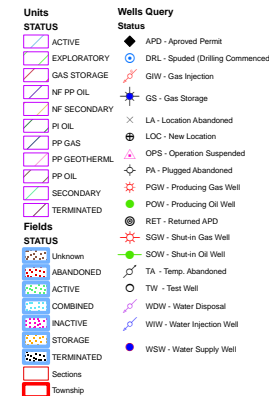 Units
STATUS
ACTIVE
EXPLORATORY
GAS STORAGE
NF PP OIL
NF SECONDARY
PI OIL
PP GAS
PP GEOTHERML
PP OIL
SECONDARY
TERMINATED
Fields
STATUS
Unknown
ABANDONED
ACTIVE
COMBINED
INACTIVE
STORAGE
TERMINATED
Sections
Township
Wells Query
Status
APD - Aproved Permit
DRL - Spuded (Drilling Commenced
GIW - Gas Injection
GS - Gas Storage
LA - Location Abandoned
LOC - New Location
OPS - Operation Suspended
PA - Plugged Abandoned
PGW - Producing Gas Well
POW - Producing Oil Well
RET - Returned APD
SGW - Shut-in Gas Well
SOW - Shut-in Oil Well
TA - Temp. Abandoned
TW - Test Well
WDW - Water Disposal
WIW - Water Injection Well
WSW - Water Supply Well